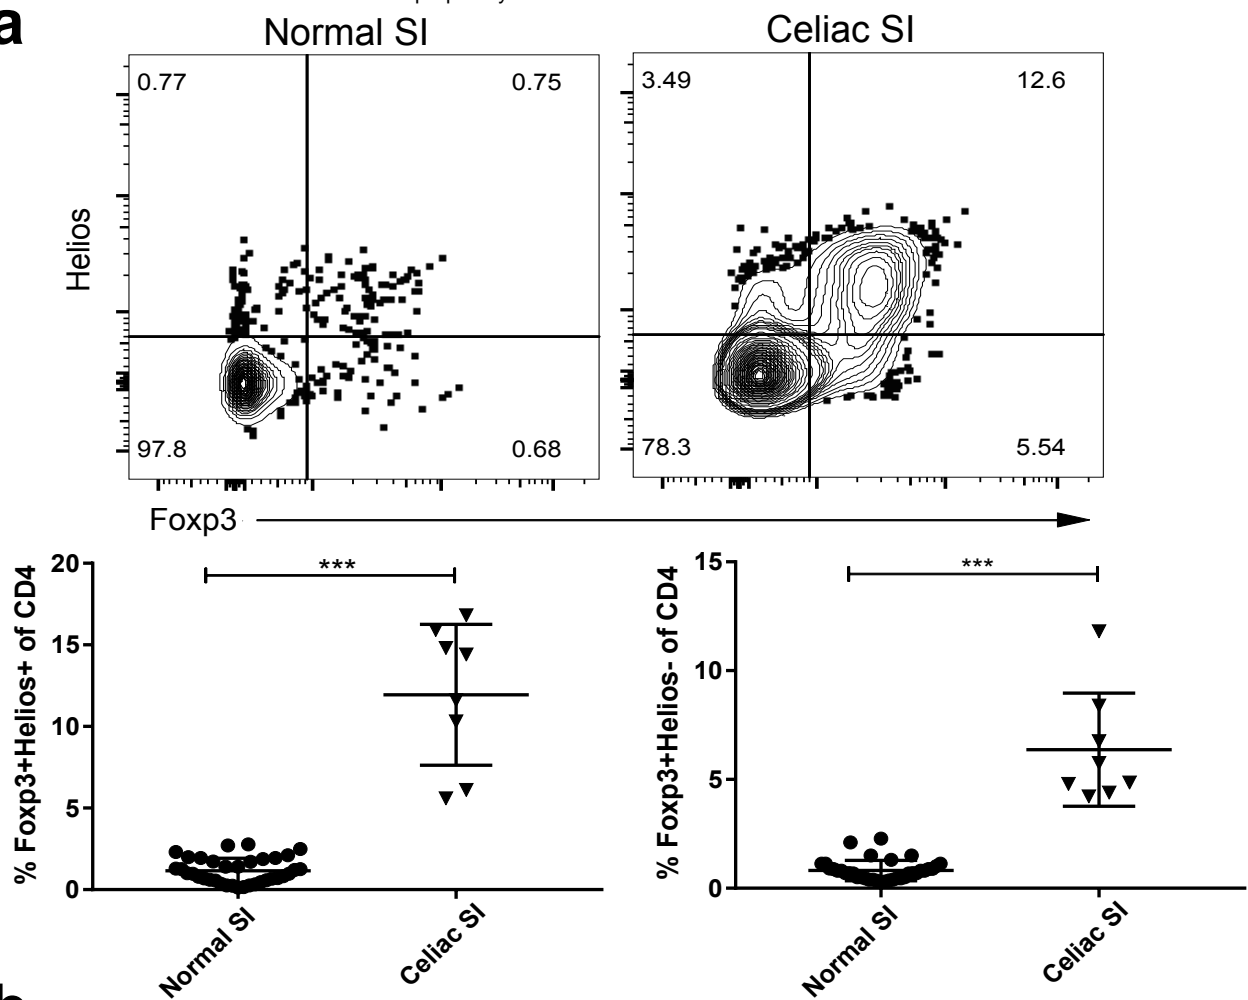 a
Normal SI
Celiac SI
0.77
0.75
3.49
12.6
Helios
97.8
0.68
78.3
5.54
Foxp3
% Foxp3+Helios+ of CD4
20
15
10
5
0
***
Normal SI
Celiac SI
% Foxp3+Helios- of CD4
15
10
5
0
***
Normal SI
Celiac SI